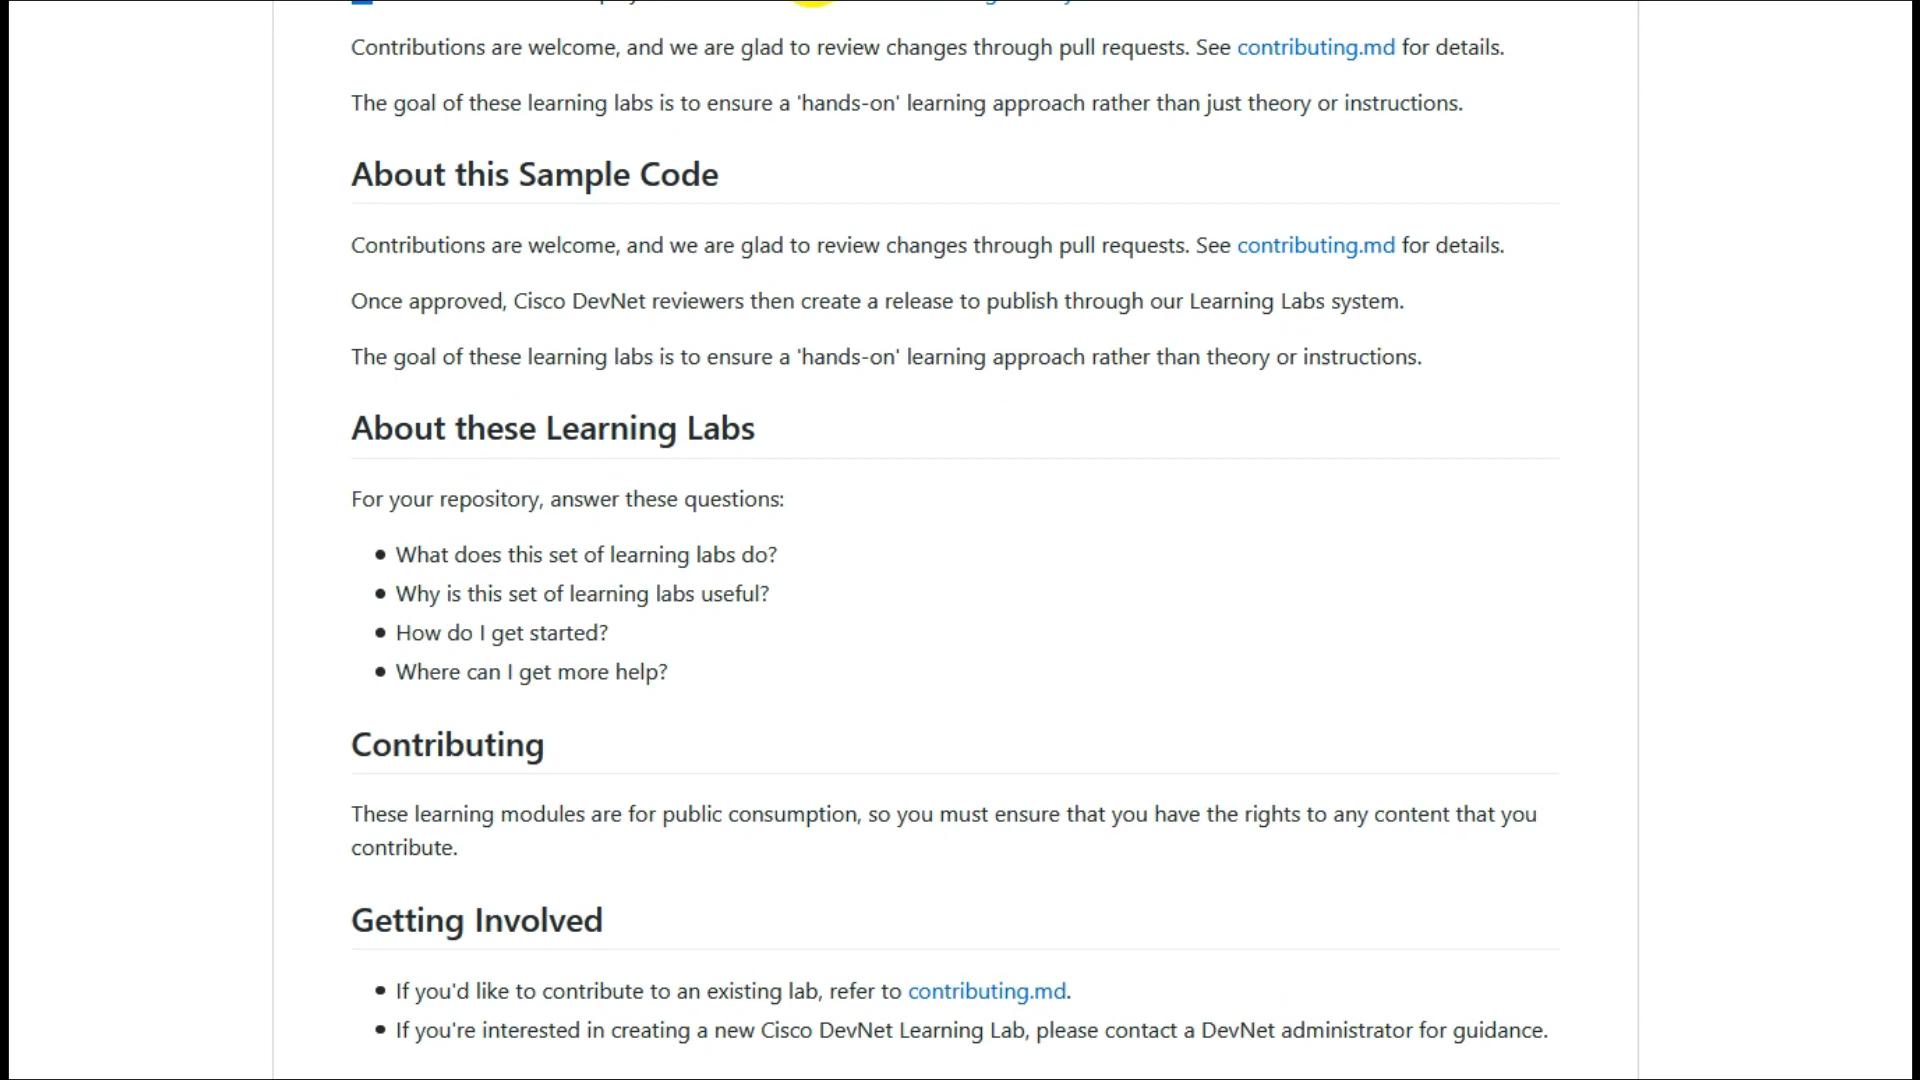 Contributions are welcome, and we are glad to review changes through pull requests. See contributing.md for details.
The goal of these learning labs is to ensure a 'hands-on' learning approach rather than just theory or instructions.
About this Sample Code
Contributions are welcome, and we are glad to review changes through pull requests. See contributing.md for details.
Once approved, Cisco DevNet reviewers then create a release to publish through our Learning Labs system.
The goal of these learning labs is to ensure a 'hands-on' learning approach rather than theory or instructions.
About these Learning Labs
For your repository, answer these questions:
• What does this set of learning labs do?
• Why is this set of learning labs useful?
• How do I get started?
• Where can I get more help?
Contributing
These learning modules are for public consumption, so you must ensure that you have the rights to any content that you
contribute.
Getting Involved
• If you'd like to contribute to an existing lab, refer to contributing.md.
• If you're interested in creating a new Cisco DevNet Learning Lab, please contact a DevNet administrator for guidance.